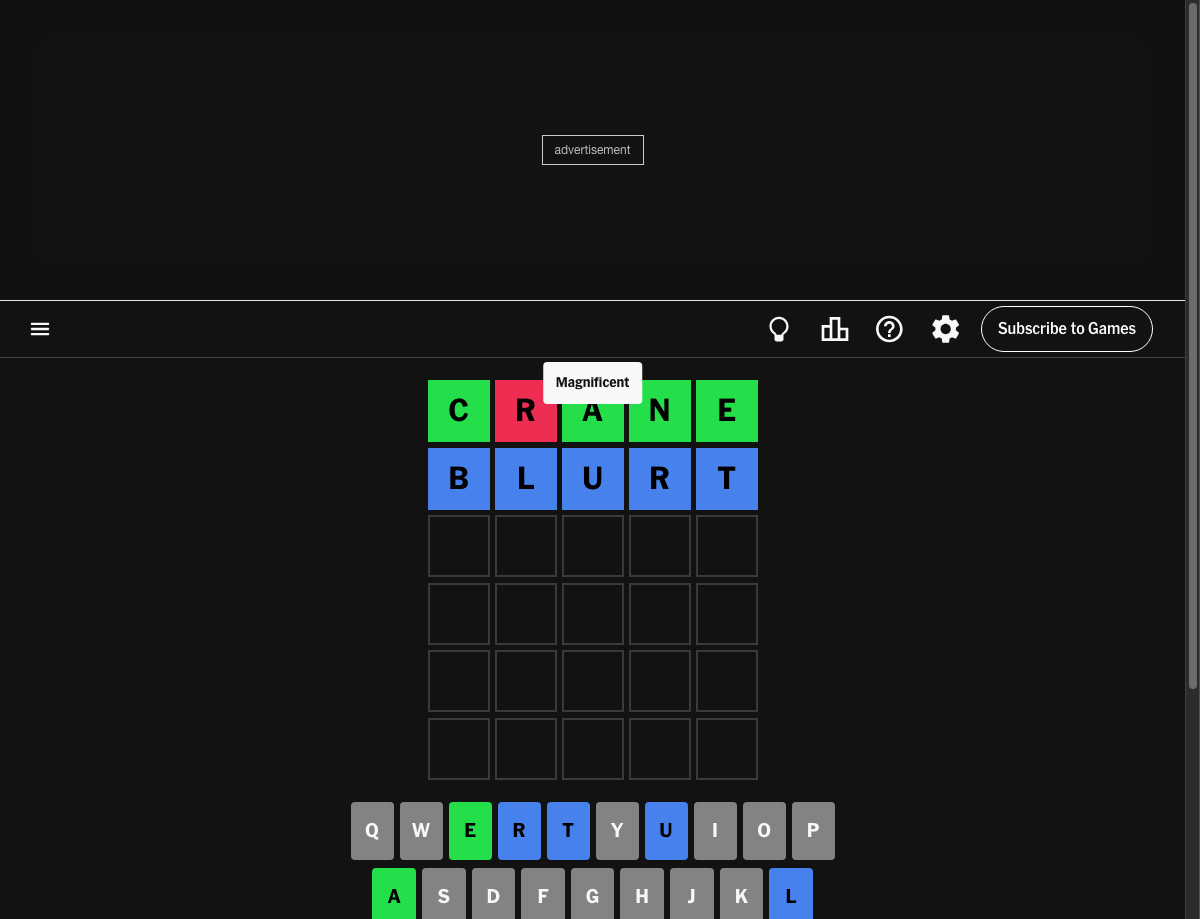 advertisement
Subscribe to Games
Magnificent
C R A N E
B L U R T
Q W E R T Y U I O P
A S D F G H J K L